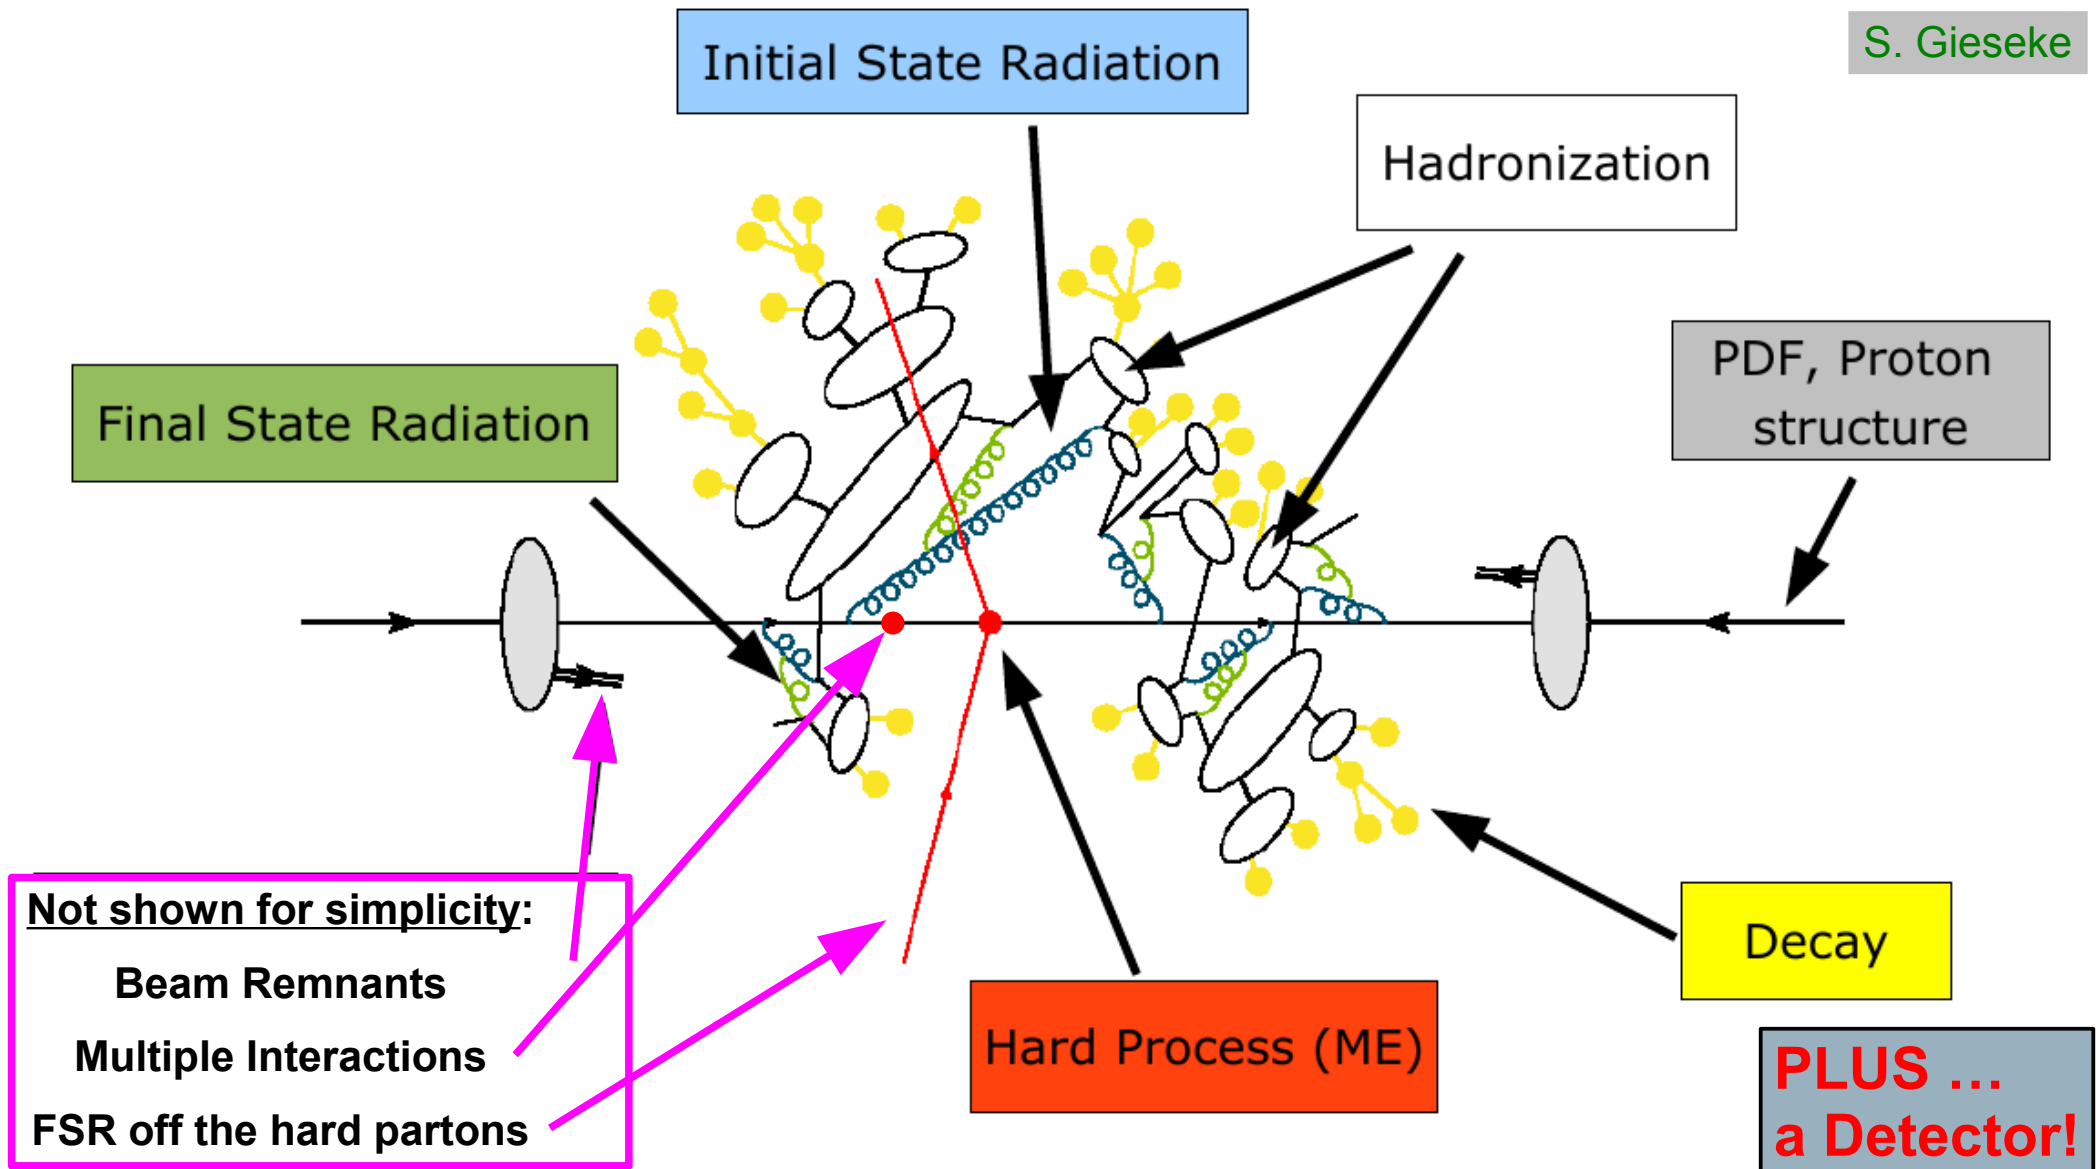 Initial State Radiation
S. Gieseke
Hadronization
PDF, Proton
structure
Final State Radiation
Not shown for simplicity:
Beam Remnants
Multiple Interactions
FSR off the hard partons
Hard Process (ME)
Decay
PLUS …
a Detector!